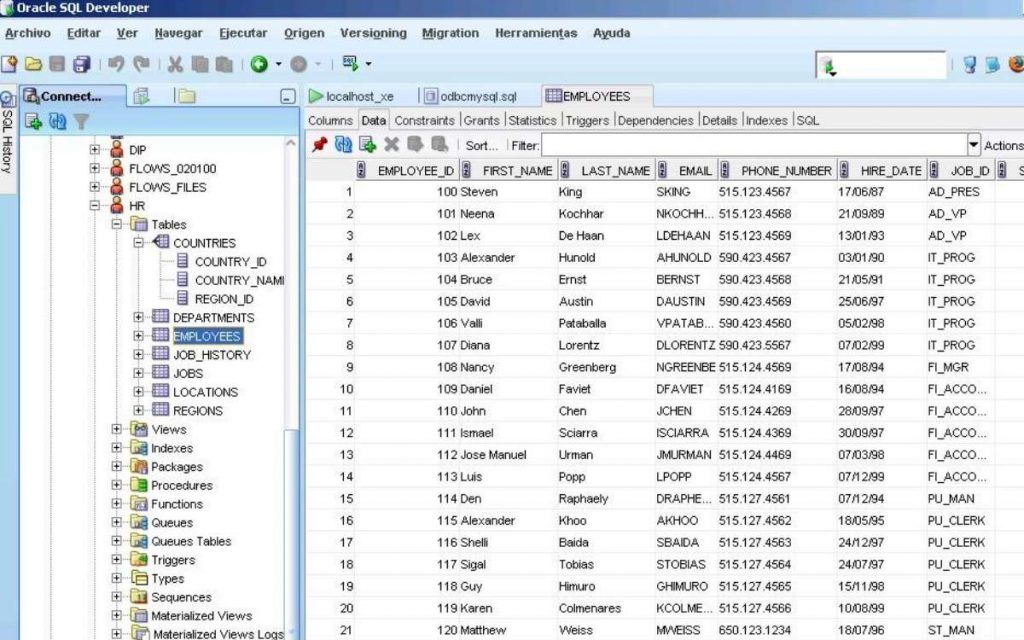 Oracle SQL Developer
Archivo Editar Ver Navegar Ejecutar Origen Versioning Migration Herramientas Ayuda
SQL
Connect...
localhost_xe odbcmysql.sql EMPLOYEES
SQL History
Columns Data Constraints Grants Statistics Triggers Dependencies Details Indexes SQL
Sort... Filter: Actions
DIP
FLOWS_020100
FLOWS_FILES
HR
Tables
COUNTRIES
COUNTRY_ID
COUNTRY_NAM
REGION_ID
DEPARTMENTS
EMPLOYEES
JOB_HISTORY
JOBS
LOCATIONS
REGIONS
Views
Indexes
Packages
Procedures
Functions
Queues
Queues Tables
Triggers
Types
Sequences
Materialized Views
Materialized Views Logs
EMPLOYEE_ID FIRST_NAME LAST_NAME EMAIL PHONE_NUMBER HIRE_DATE JOB_ID S
1 100 Steven King SKING 515.123.4567 17/06/87 AD_PRES
2 101 Neena Kochhar NKOCHH... 515.123.4568 21/09/89 AD_VP
3 102 Lex De Haan LDEHAAN 515.123.4569 13/01/93 AD_VP
4 103 Alexander Hunold AHUNOLD 590.423.4567 03/01/90 IT_PROG
5 104 Bruce Ernst BERNST 590.423.4568 21/05/91 IT_PROG
6 105 David Austin DAUSTIN 590.423.4569 25/06/97 IT_PROG
7 106 Valli Pataballa VPATAB... 590.423.4560 05/02/98 IT_PROG
8 107 Diana Lorentz DLORENTZ 590.423.5567 07/02/99 IT_PROG
9 108 Nancy Greenberg NGREENBE 515.124.4569 17/08/94 FI_MGR
10 109 Daniel Faviet DFAVIET 515.124.4169 16/08/94 FI_ACCO...
11 110 John Chen JCHEN 515.124.4269 28/09/97 FI_ACCO...
12 111 Ismael Sciarra ISCIARRA 515.124.4369 30/09/97 FI_ACCO...
13 112 Jose Manuel Urman JMURMAN 515.124.4469 07/03/98 FI_ACCO...
14 113 Luis Popp LPOPP 515.124.4567 07/12/99 FI_ACCO...
15 114 Den Raphaely DRAPHE... 515.127.4561 07/12/94 PU_MAN
16 115 Alexander Khoo AKHOO 515.127.4562 18/05/95 PU_CLERK
17 116 Shelli Baida SBAIDA 515.127.4563 24/12/97 PU_CLERK
18 117 Sigal Tobias STOBIAS 515.127.4564 24/07/97 PU_CLERK
19 118 Guy Himuro GHIMURO 515.127.4565 15/11/98 PU_CLERK
20 119 Karen Colmenares KCOLME... 515.127.4566 10/08/99 PU_CLERK
21 120 Matthew Weiss MWEISS 650.123.1234 18/07/96 ST_MAN